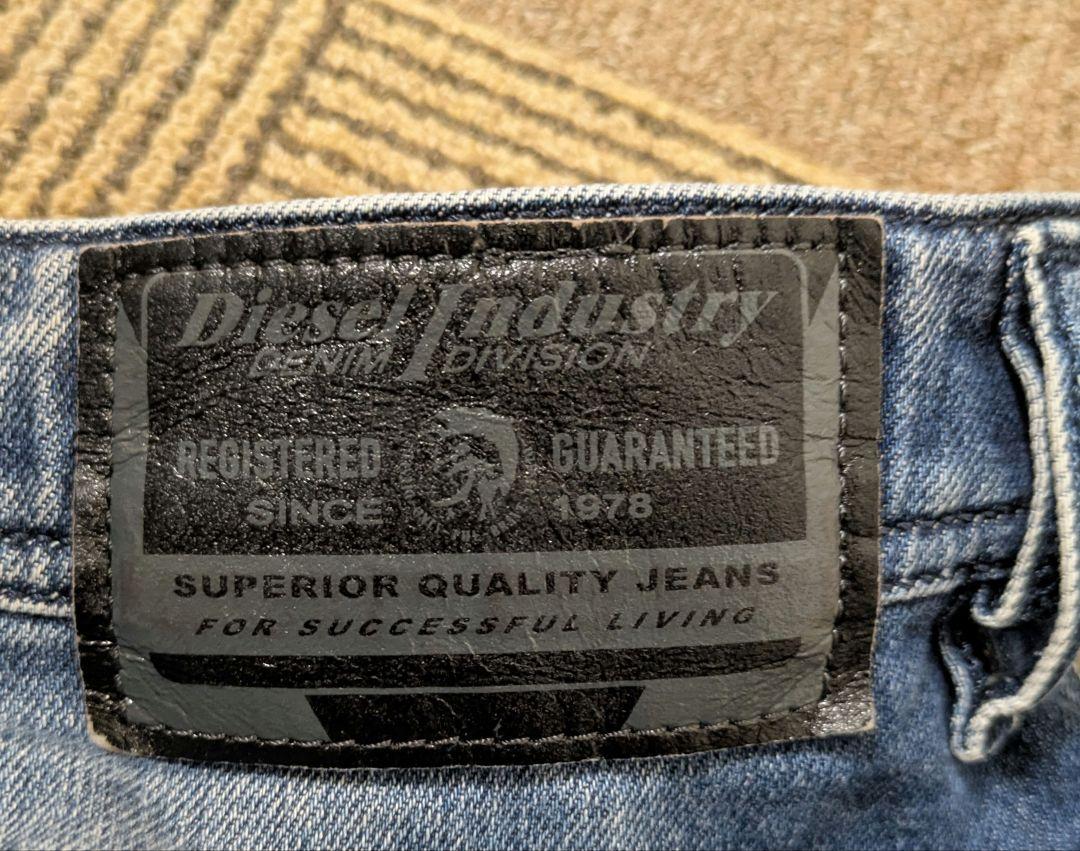 Diesel Industry
DENIM DIVISION
REGISTERED GUARANTEED
SINCE 1978
SUPERIOR QUALITY JEANS
FOR SUCCESSFUL LIVING